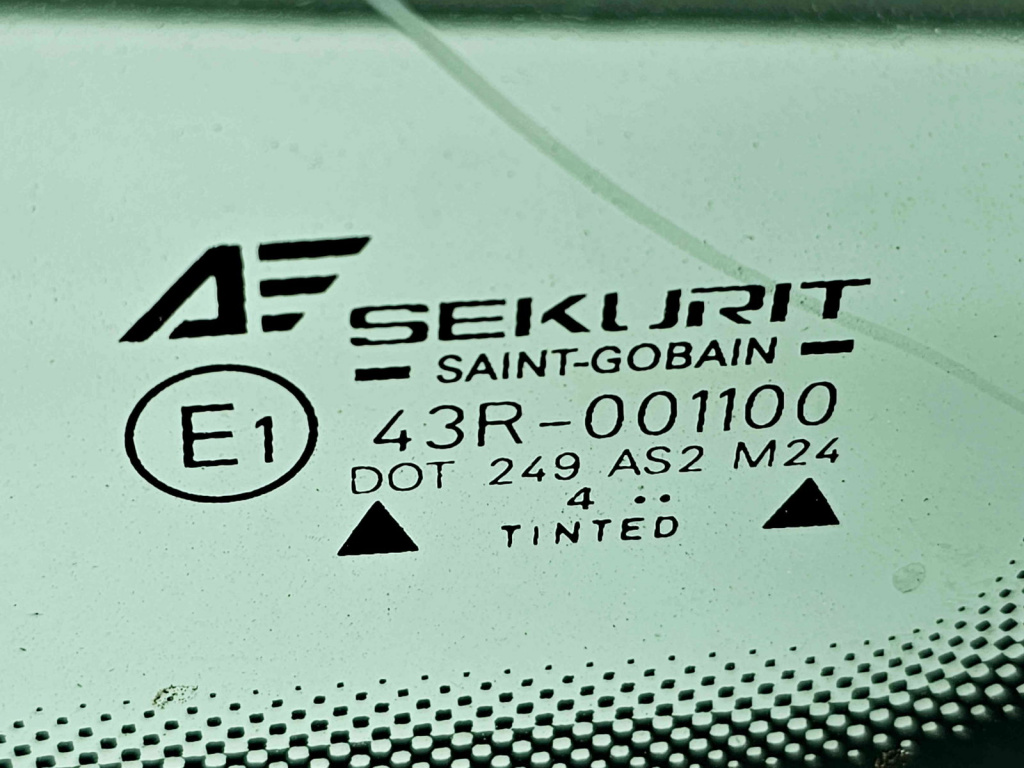 AF
SEKURIT
SAINT-GOBAIN
E1
43R-001100
DOT 249 AS2 M24
4 ..
TINTED